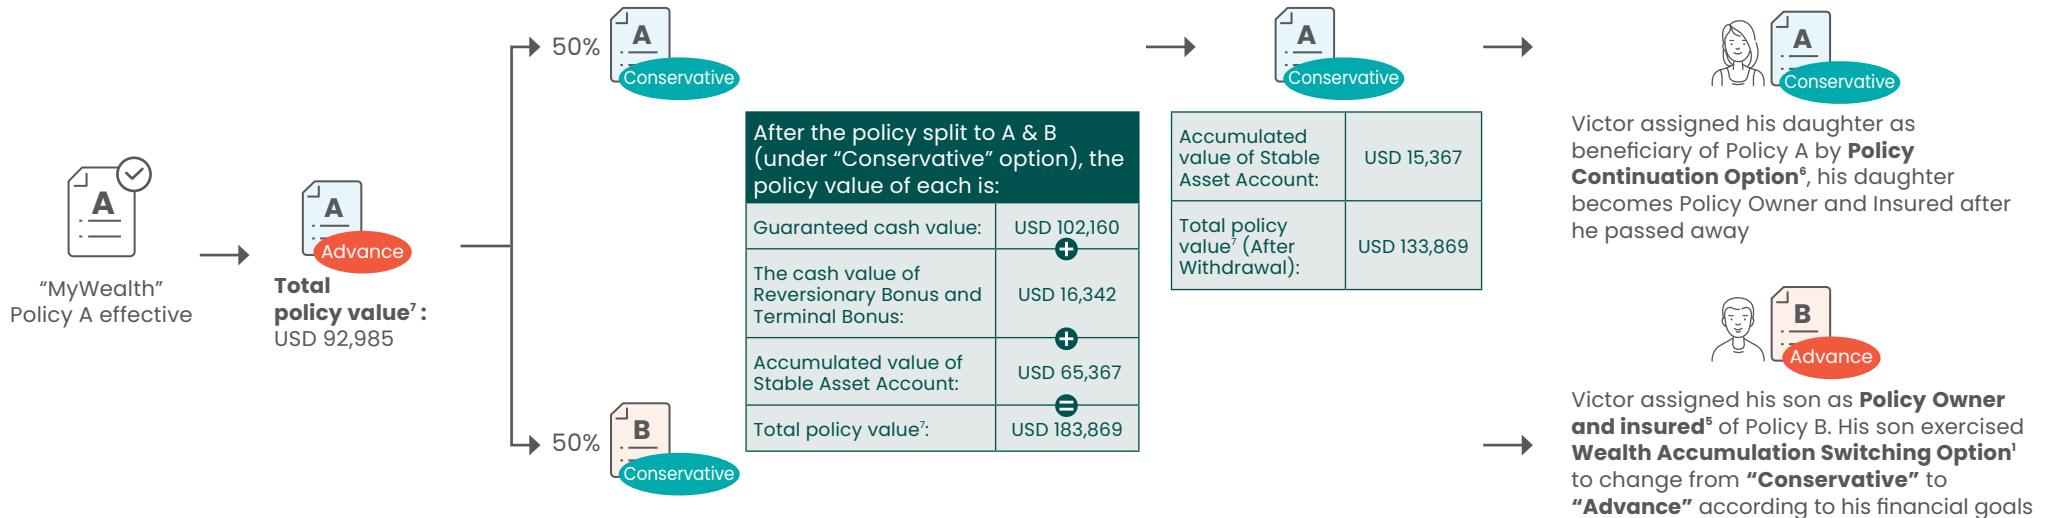 A
“MyWealth”
Policy A effective
A
Advance
Total
policy value⁷ :
USD 92,985
50%
A
Conservative
50%
B
Conservative
After the policy split to A & B
(under “Conservative” option), the
policy value of each is:
Guaranteed cash value: USD 102,160
+
The cash value of
Reversionary Bonus and
Terminal Bonus:
USD 16,342
+
Accumulated value of
Stable Asset Account:
USD 65,367
=
Total policy value⁷: USD 183,869
A
Conservative
Accumulated
value of Stable
Asset Account:
USD 15,367
Total policy
value⁷ (After
Withdrawal):
USD 133,869
A
Conservative
Victor assigned his daughter as
beneficiary of Policy A by Policy
Continuation Option⁶, his daughter
becomes Policy Owner and Insured after
he passed away
B
Advance
Victor assigned his son as Policy Owner
and insured⁵ of Policy B. His son exercised
Wealth Accumulation Switching Option¹
to change from “Conservative” to
“Advance” according to his financial goals